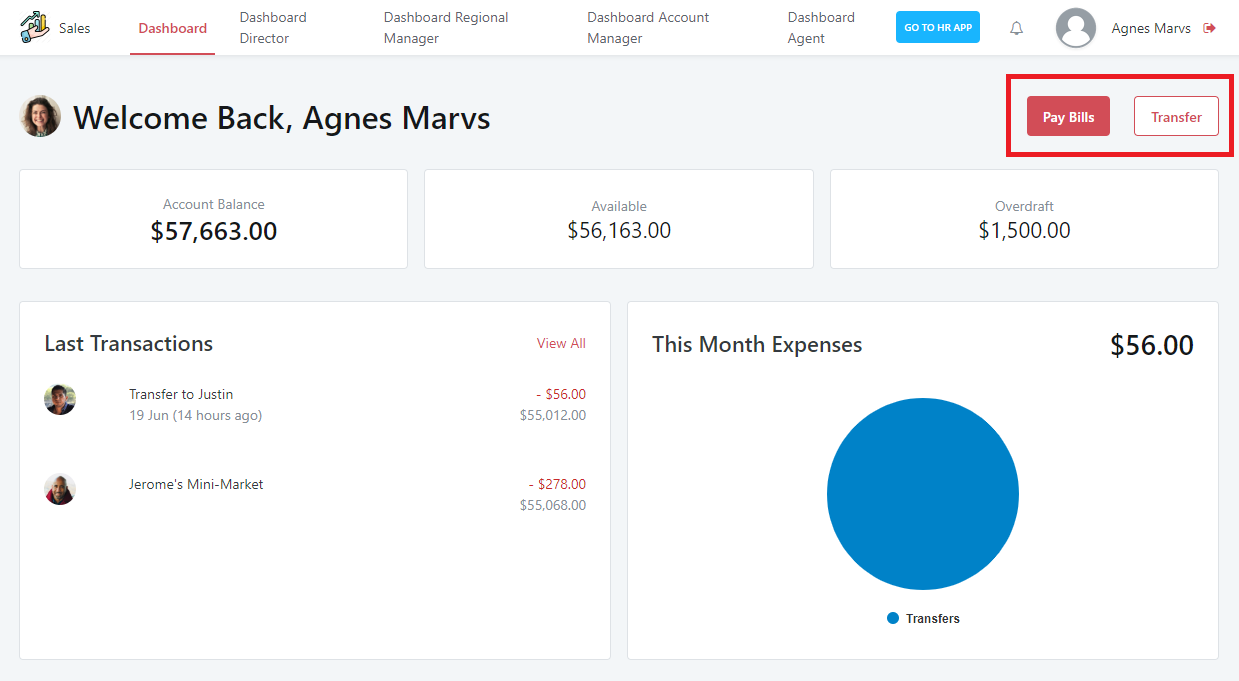 Sales
Dashboard
Dashboard
Director
Dashboard Regional
Manager
Dashboard Account
Manager
Dashboard
Agent
GO TO HR APP
Agnes Marvs
Welcome Back, Agnes Marvs
Pay Bills
Transfer
Account Balance
$57,663.00
Available
$56,163.00
Overdraft
$1,500.00
Last Transactions
View All
Transfer to Justin
- $56.00
19 Jun (14 hours ago)
$55,012.00
Jerome's Mini-Market
- $278.00
$55,068.00
This Month Expenses
$56.00
Transfers